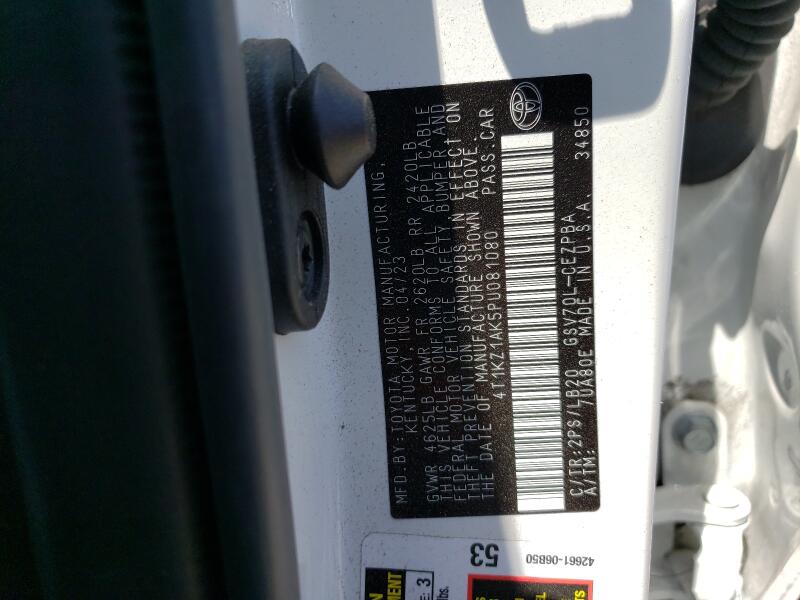 MFD.BY:TOYOTA MOTOR MANUFACTURING,
KENTUCKY, INC. 04/23
GVWR 4625LB GAWR FR 2620LB RR 2420LB
THIS VEHICLE CONFORMS TO ALL APPLICABLE
FEDERAL MOTOR VEHICLE SAFETY, BUMPER, AND
THEFT PREVENTION STANDARDS IN EFFECT ON
THE DATE OF MANUFACTURE SHOWN ABOVE.
4T1KZ1AK5PU081080 PASS.CAR
C/TR:2PS/LB20 GSV70L-CEZPBA
A/TM: /UA80E MADE IN U.S.A. 34850
53
42661-06B50